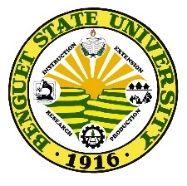 BENGUET STATE UNIVERSITY
INSTRUCTION
EXTENSION
RESEARCH
PRODUCTION
· 1916 ·